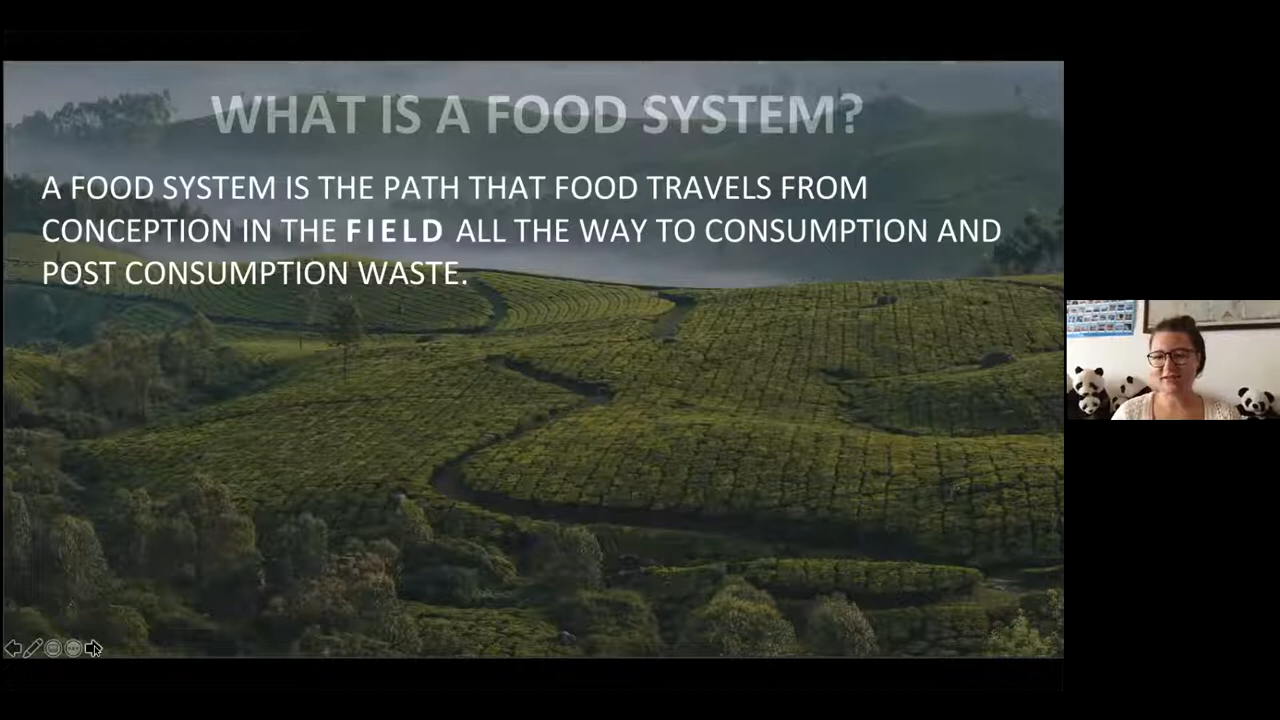 WHAT IS A FOOD SYSTEM?
A FOOD SYSTEM IS THE PATH THAT FOOD TRAVELS FROM
CONCEPTION IN THE FIELD ALL THE WAY TO CONSUMPTION AND
POST CONSUMPTION WASTE.